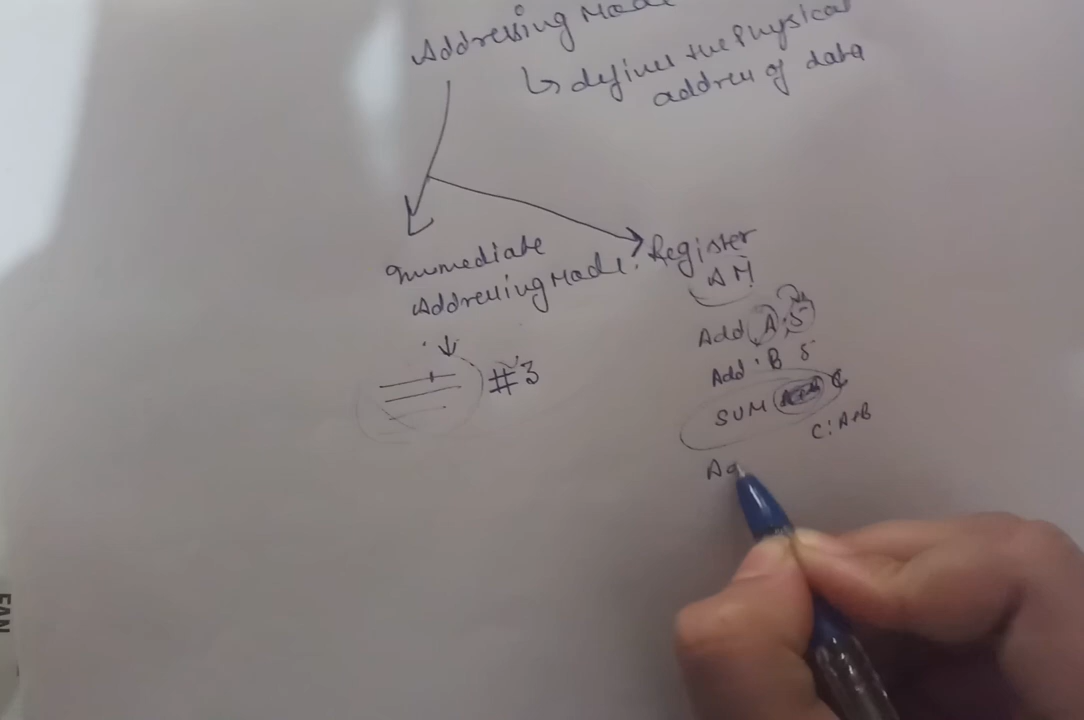 Addressing Mode
↳ defines the Physical
address of data
Immediate
Addressing Mode.
#3
Register
AM
Add A, 5
Add B 5
SUM C
C: A+B
Ad
FAN